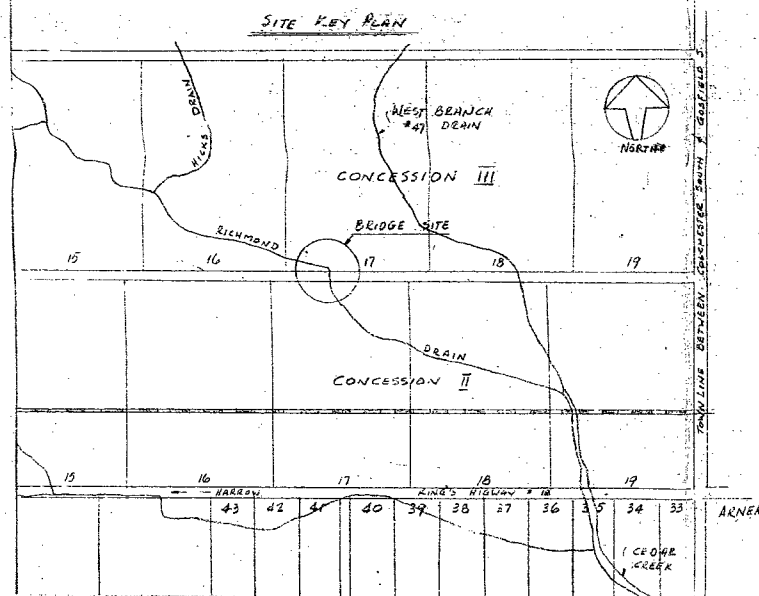 SITE KEY PLAN
HICKS DRAIN
WEST BRANCH
#47 DRAIN
NORTH
CONCESSION III
TOWN LINE BETWEEN COLCHESTER SOUTH & GOSFIELD S.
RICHMOND
BRIDGE SITE
15 16 17 18 19
DRAIN
CONCESSION II
15 16 17 18 19
HARROW KING'S HIGWAY # 18
43 42 41 40 39 38 37 36 35 34 33 ARNER
CEDAR
CREEK